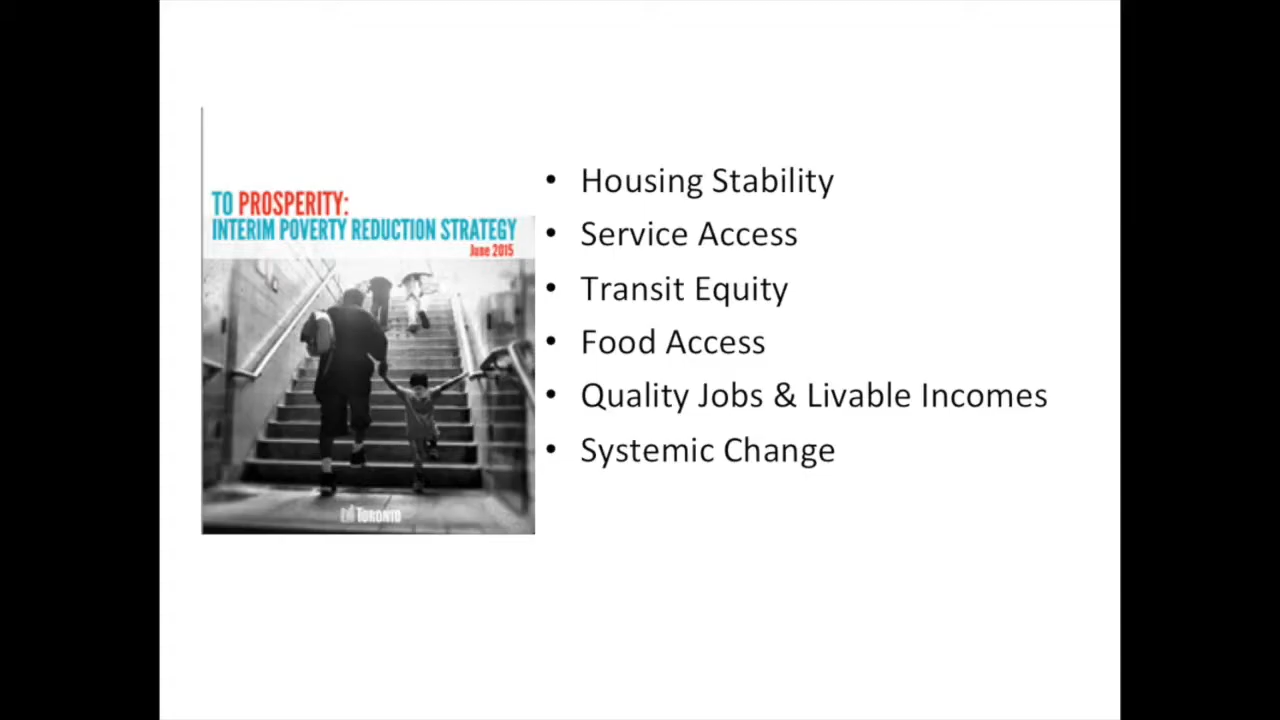 TO PROSPERITY:
INTERIM POVERTY REDUCTION STRATEGY
June 2015
TORONTO
• Housing Stability
• Service Access
• Transit Equity
• Food Access
• Quality Jobs & Livable Incomes
• Systemic Change